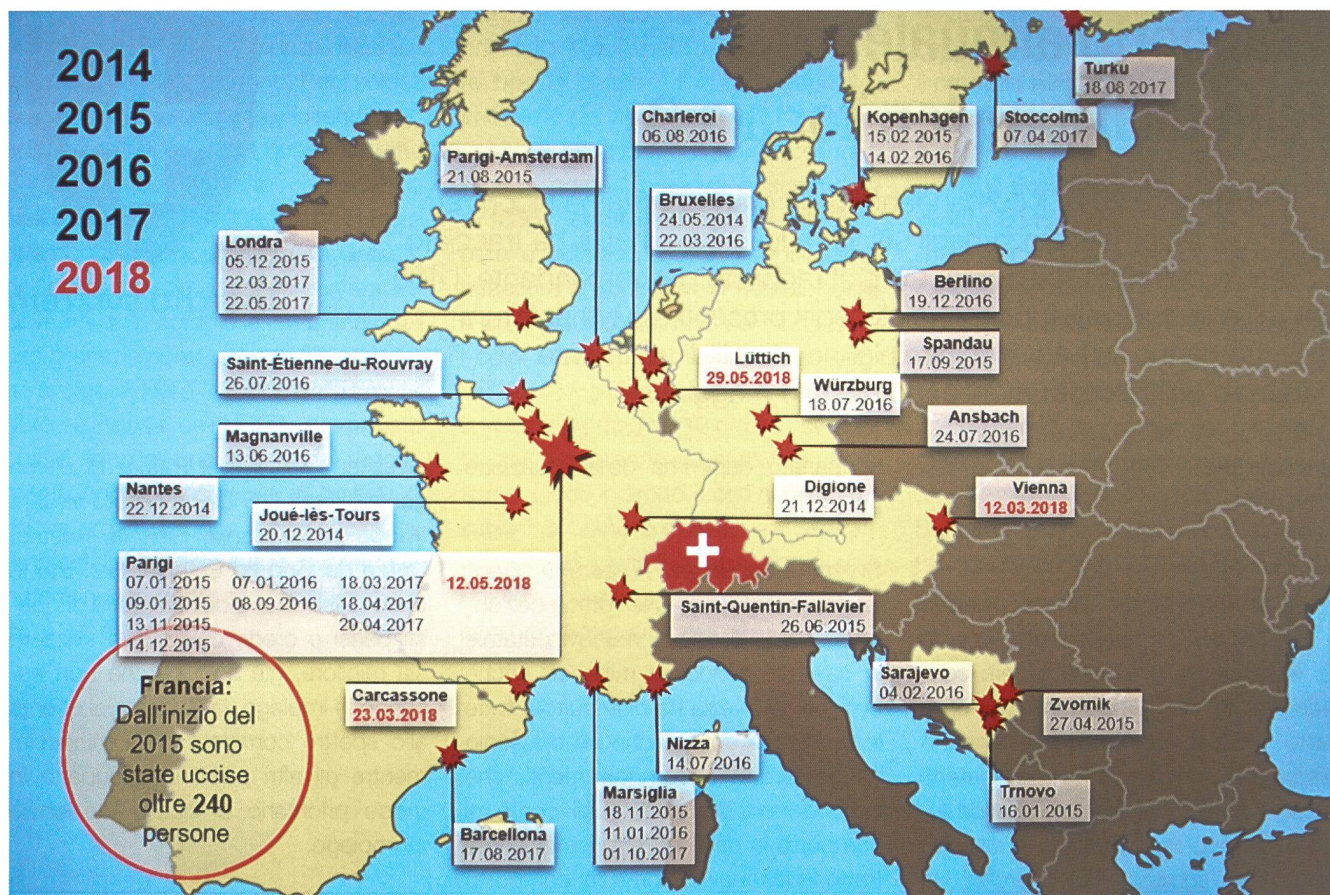 2014
2015
2016
2017
2018
Turku
18.08.2017
Charleroi
06.08.2016
Kopenhagen
15.02.2015
14.02.2016
Stoccolma
07.04.2017
Parigi-Amsterdam
21.08.2015
Bruxelles
24.05.2014
22.03.2016
Londra
05.12.2015
22.03.2017
22.05.2017
Berlino
19.12.2016
Spandau
17.09.2015
Saint-Étienne-du-Rouvray
26.07.2016
Lüttich
29.05.2018
Würzburg
18.07.2016
Ansbach
24.07.2016
Magnanville
13.06.2016
Nantes
22.12.2014
Joué-lès-Tours
20.12.2014
Digione
21.12.2014
Vienna
12.03.2018
Parigi
07.01.2015 07.01.2016 18.03.2017 12.05.2018
09.01.2015 08.09.2016 18.04.2017
13.11.2015 20.04.2017
14.12.2015
Saint-Quentin-Fallavier
26.06.2015
Francia:
Dall'inizio del
2015 sono
state uccise
oltre 240
persone
Carcassone
23.03.2018
Sarajevo
04.02.2016
Zvornik
27.04.2015
Nizza
14.07.2016
Marsiglia
18.11.2015
11.01.2016
01.10.2017
Trnovo
16.01.2015
Barcellona
17.08.2017